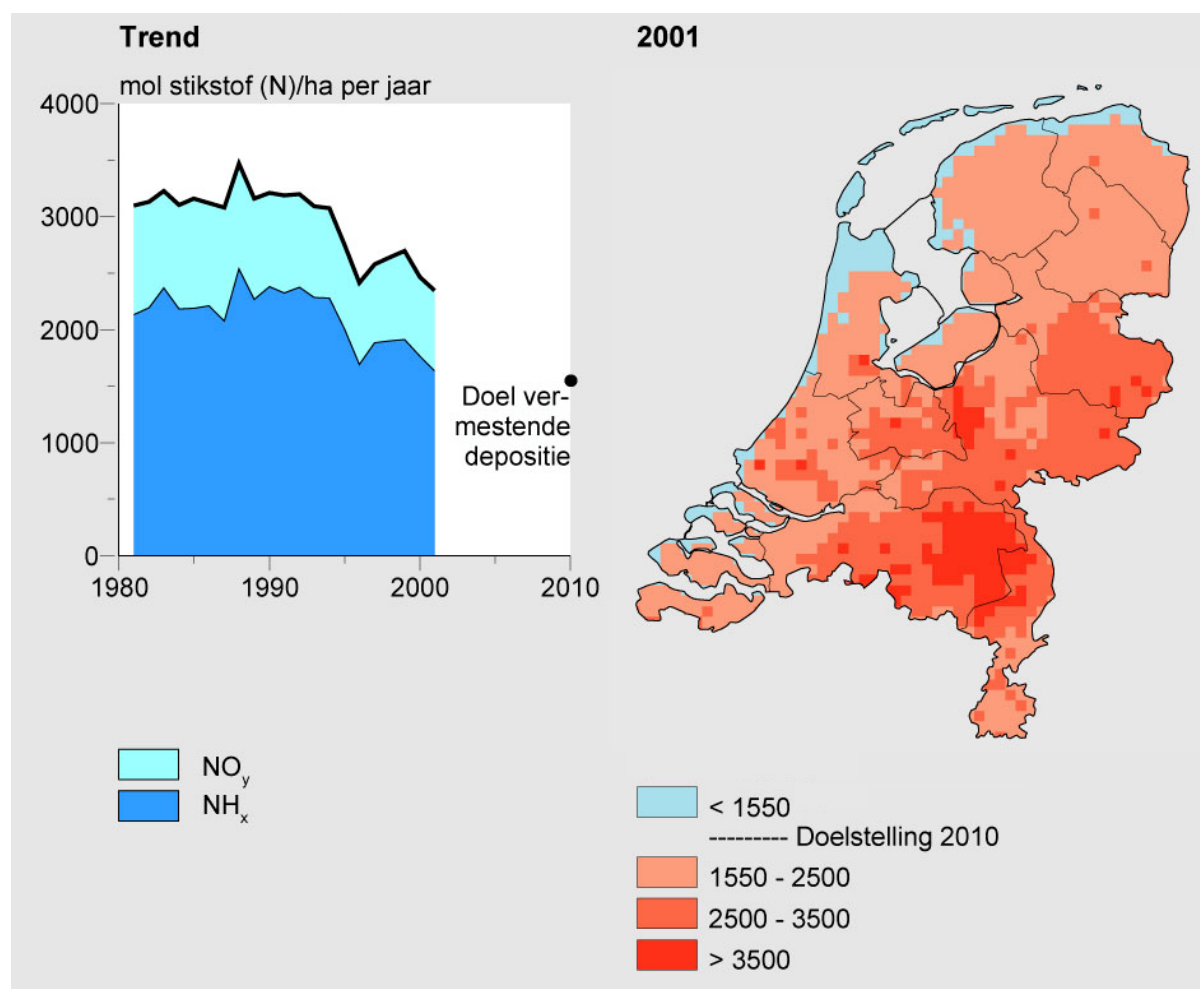 Trend
mol stikstof (N)/ha per jaar
4000
3000
2000
1000
0
1980
1990
2000
2010
Doel ver-
mestende
depositie
NOy
NHx
2001
< 1550
--------- Doelstelling 2010
1550 - 2500
2500 - 3500
> 3500